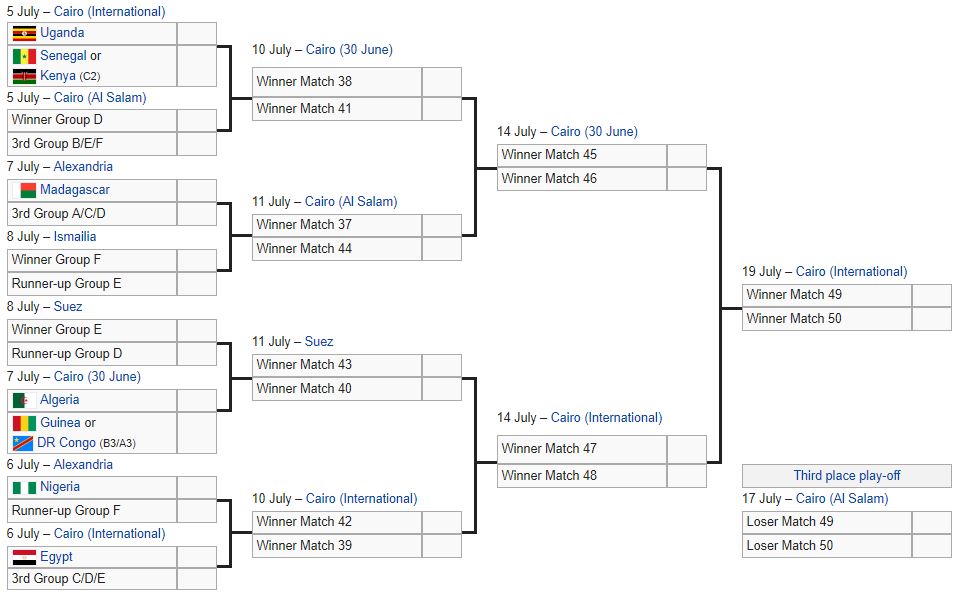 5 July – Cairo (International)
Uganda
Senegal or
Kenya (C2)
5 July – Cairo (Al Salam)
Winner Group D
3rd Group B/E/F
7 July – Alexandria
Madagascar
3rd Group A/C/D
8 July – Ismailia
Winner Group F
Runner-up Group E
8 July – Suez
Winner Group E
Runner-up Group D
7 July – Cairo (30 June)
Algeria
Guinea or
DR Congo (B3/A3)
6 July – Alexandria
Nigeria
Runner-up Group F
6 July – Cairo (International)
Egypt
3rd Group C/D/E
10 July – Cairo (30 June)
Winner Match 38
Winner Match 41
11 July – Cairo (Al Salam)
Winner Match 37
Winner Match 44
11 July – Suez
Winner Match 43
Winner Match 40
10 July – Cairo (International)
Winner Match 42
Winner Match 39
14 July – Cairo (30 June)
Winner Match 45
Winner Match 46
14 July – Cairo (International)
Winner Match 47
Winner Match 48
19 July – Cairo (International)
Winner Match 49
Winner Match 50
Third place play-off
17 July – Cairo (Al Salam)
Loser Match 49
Loser Match 50